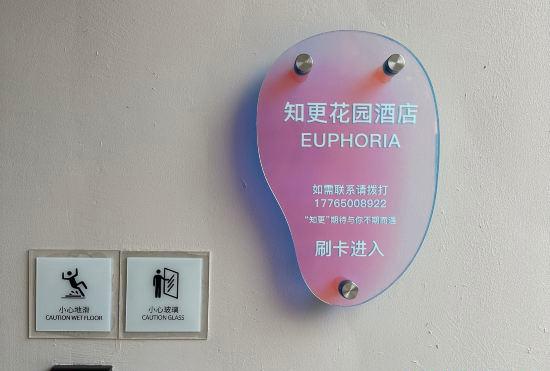 知更花园酒店
EUPHORIA
如需联系请拨打
17765008922
“知更”期待与你不期而遇
刷卡进入
小心地滑
CAUTION WET FLOOR
小心玻璃
CAUTION GLASS